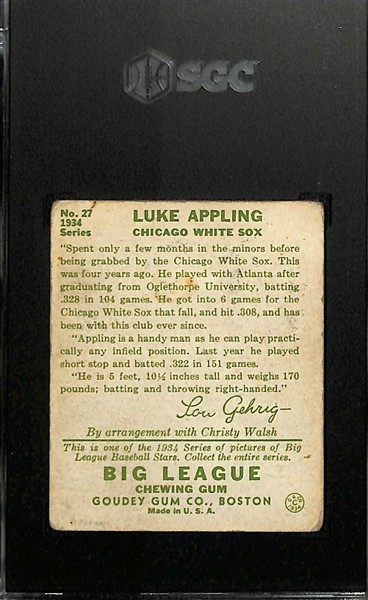 SGC
No. 27
1934
Series
LUKE APPLING
CHICAGO WHITE SOX
"Spent only a few months in the minors before
being grabbed by the Chicago White Sox. This
was four years ago. He played with Atlanta after
graduating from Oglethorpe University, batting
.328 in 104 games. He got into 6 games for the
Chicago White Sox that fall, and hit .308, and has
been with this club ever since.
"Appling is a handy man as he can play practi-
cally any infield position. Last year he played
short stop and batted .322 in 151 games.
"He is 5 feet, 10½ inches tall and weighs 170
pounds; batting and throwing right-handed."
Lou Gehrig
By arrangement with Christy Walsh
This is one of the 1934 Series of pictures of Big
League Baseball Stars. Collect the entire series.
BIG LEAGUE
CHEWING GUM
GOUDEY GUM CO., BOSTON
Made in U. S. A.